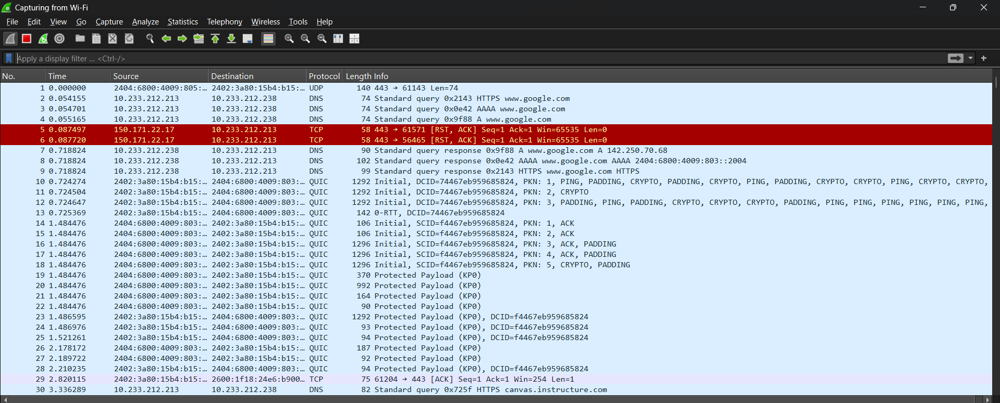 Capturing from Wi-Fi
File Edit View Go Capture Analyze Statistics Telephony Wireless Tools Help
Apply a display filter ... <Ctrl-/>
No. Time Source Destination Protocol Length Info
1 0.000000 2404:6800:4009:805:… 2402:3a80:15b4:b15:… UDP 140 443 → 61143 Len=74
2 0.054155 10.233.212.213 10.233.212.238 DNS 74 Standard query 0x2143 HTTPS www.google.com
3 0.054701 10.233.212.213 10.233.212.238 DNS 74 Standard query 0x0e42 AAAA www.google.com
4 0.055165 10.233.212.213 10.233.212.238 DNS 74 Standard query 0x9f88 A www.google.com
5 0.087497 150.171.22.17 10.233.212.213 TCP 58 443 → 61571 [RST, ACK] Seq=1 Ack=1 Win=65535 Len=0
6 0.087720 150.171.22.17 10.233.212.213 TCP 58 443 → 56465 [RST, ACK] Seq=1 Ack=1 Win=65535 Len=0
7 0.718824 10.233.212.238 10.233.212.213 DNS 90 Standard query response 0x9f88 A www.google.com A 142.250.70.68
8 0.718824 10.233.212.238 10.233.212.213 DNS 102 Standard query response 0x0e42 AAAA www.google.com AAAA 2404:6800:4009:803::2004
9 0.718824 10.233.212.238 10.233.212.213 DNS 99 Standard query response 0x2143 HTTPS www.google.com HTTPS
10 0.724274 2402:3a80:15b4:b15:… 2404:6800:4009:803:… QUIC 1292 Initial, DCID=74467eb959685824, PKN: 1, PING, PADDING, CRYPTO, PADDING, CRYPTO, PING, PADDING, CRYPTO, CRYPTO, PING, CRYPTO, CRYPTO,
11 0.724504 2402:3a80:15b4:b15:… 2404:6800:4009:803:… QUIC 1292 Initial, DCID=74467eb959685824, PKN: 2, CRYPTO
12 0.724647 2402:3a80:15b4:b15:… 2404:6800:4009:803:… QUIC 1292 Initial, DCID=74467eb959685824, PKN: 3, PADDING, PING, PADDING, CRYPTO, CRYPTO, CRYPTO, PADDING, PING, PING, PING, PING, PING, PING,
13 0.725369 2402:3a80:15b4:b15:… 2404:6800:4009:803:… QUIC 142 0-RTT, DCID=74467eb959685824
14 1.484476 2404:6800:4009:803:… 2402:3a80:15b4:b15:… QUIC 106 Initial, SCID=f4467eb959685824, PKN: 1, ACK
15 1.484476 2404:6800:4009:803:… 2402:3a80:15b4:b15:… QUIC 106 Initial, SCID=f4467eb959685824, PKN: 2, ACK
16 1.484476 2404:6800:4009:803:… 2402:3a80:15b4:b15:… QUIC 1296 Initial, SCID=f4467eb959685824, PKN: 3, ACK, PADDING
17 1.484476 2404:6800:4009:803:… 2402:3a80:15b4:b15:… QUIC 1296 Initial, SCID=f4467eb959685824, PKN: 4, ACK, PADDING
18 1.484476 2404:6800:4009:803:… 2402:3a80:15b4:b15:… QUIC 1296 Initial, SCID=f4467eb959685824, PKN: 5, CRYPTO, PADDING
19 1.484476 2404:6800:4009:803:… 2402:3a80:15b4:b15:… QUIC 370 Protected Payload (KP0)
20 1.484476 2404:6800:4009:803:… 2402:3a80:15b4:b15:… QUIC 992 Protected Payload (KP0)
21 1.484476 2404:6800:4009:803:… 2402:3a80:15b4:b15:… QUIC 164 Protected Payload (KP0)
22 1.484476 2404:6800:4009:803:… 2402:3a80:15b4:b15:… QUIC 90 Protected Payload (KP0)
23 1.486595 2402:3a80:15b4:b15:… 2404:6800:4009:803:… QUIC 1292 Protected Payload (KP0), DCID=f4467eb959685824
24 1.486976 2402:3a80:15b4:b15:… 2404:6800:4009:803:… QUIC 93 Protected Payload (KP0), DCID=f4467eb959685824
25 1.521261 2402:3a80:15b4:b15:… 2404:6800:4009:803:… QUIC 94 Protected Payload (KP0), DCID=f4467eb959685824
26 2.178172 2404:6800:4009:803:… 2402:3a80:15b4:b15:… QUIC 187 Protected Payload (KP0)
27 2.189722 2404:6800:4009:803:… 2402:3a80:15b4:b15:… QUIC 92 Protected Payload (KP0)
28 2.210235 2402:3a80:15b4:b15:… 2404:6800:4009:803:… QUIC 94 Protected Payload (KP0), DCID=f4467eb959685824
29 2.820115 2402:3a80:15b4:b15:… 2600:1f18:24e6:b900… TCP 75 61204 → 443 [ACK] Seq=1 Ack=1 Win=254 Len=1
30 3.336289 10.233.212.213 10.233.212.238 DNS 82 Standard query 0x725f HTTPS canvas.instructure.com